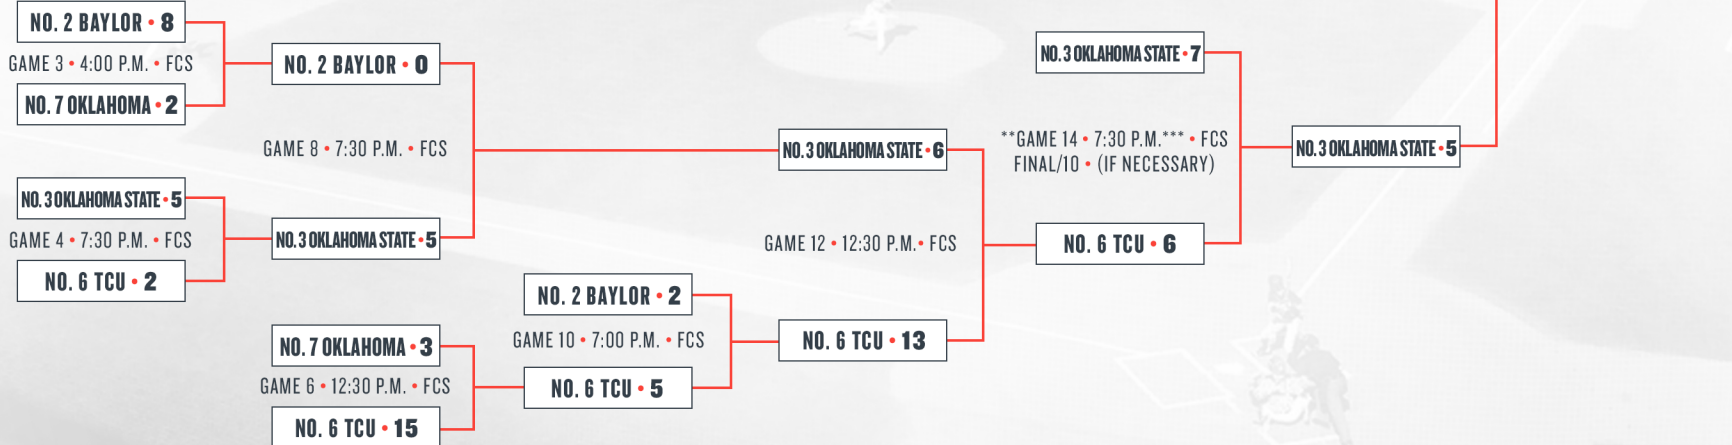 NO. 2 BAYLOR • 8
GAME 3 • 4:00 P.M. • FCS
NO. 7 OKLAHOMA • 2
NO. 2 BAYLOR • 0
GAME 8 • 7:30 P.M. • FCS
NO. 3 OKLAHOMA STATE • 5
GAME 4 • 7:30 P.M. • FCS
NO. 6 TCU • 2
NO. 3 OKLAHOMA STATE • 5
NO. 7 OKLAHOMA • 3
GAME 6 • 12:30 P.M. • FCS
NO. 6 TCU • 15
NO. 2 BAYLOR • 2
GAME 10 • 7:00 P.M. • FCS
NO. 6 TCU • 5
NO. 3 OKLAHOMA STATE • 6
GAME 12 • 12:30 P.M. • FCS
NO. 6 TCU • 13
NO. 3 OKLAHOMA STATE • 7
**GAME 14 • 7:30 P.M.*** • FCS
FINAL/10 • (IF NECESSARY)
NO. 6 TCU • 6
NO. 3 OKLAHOMA STATE • 5